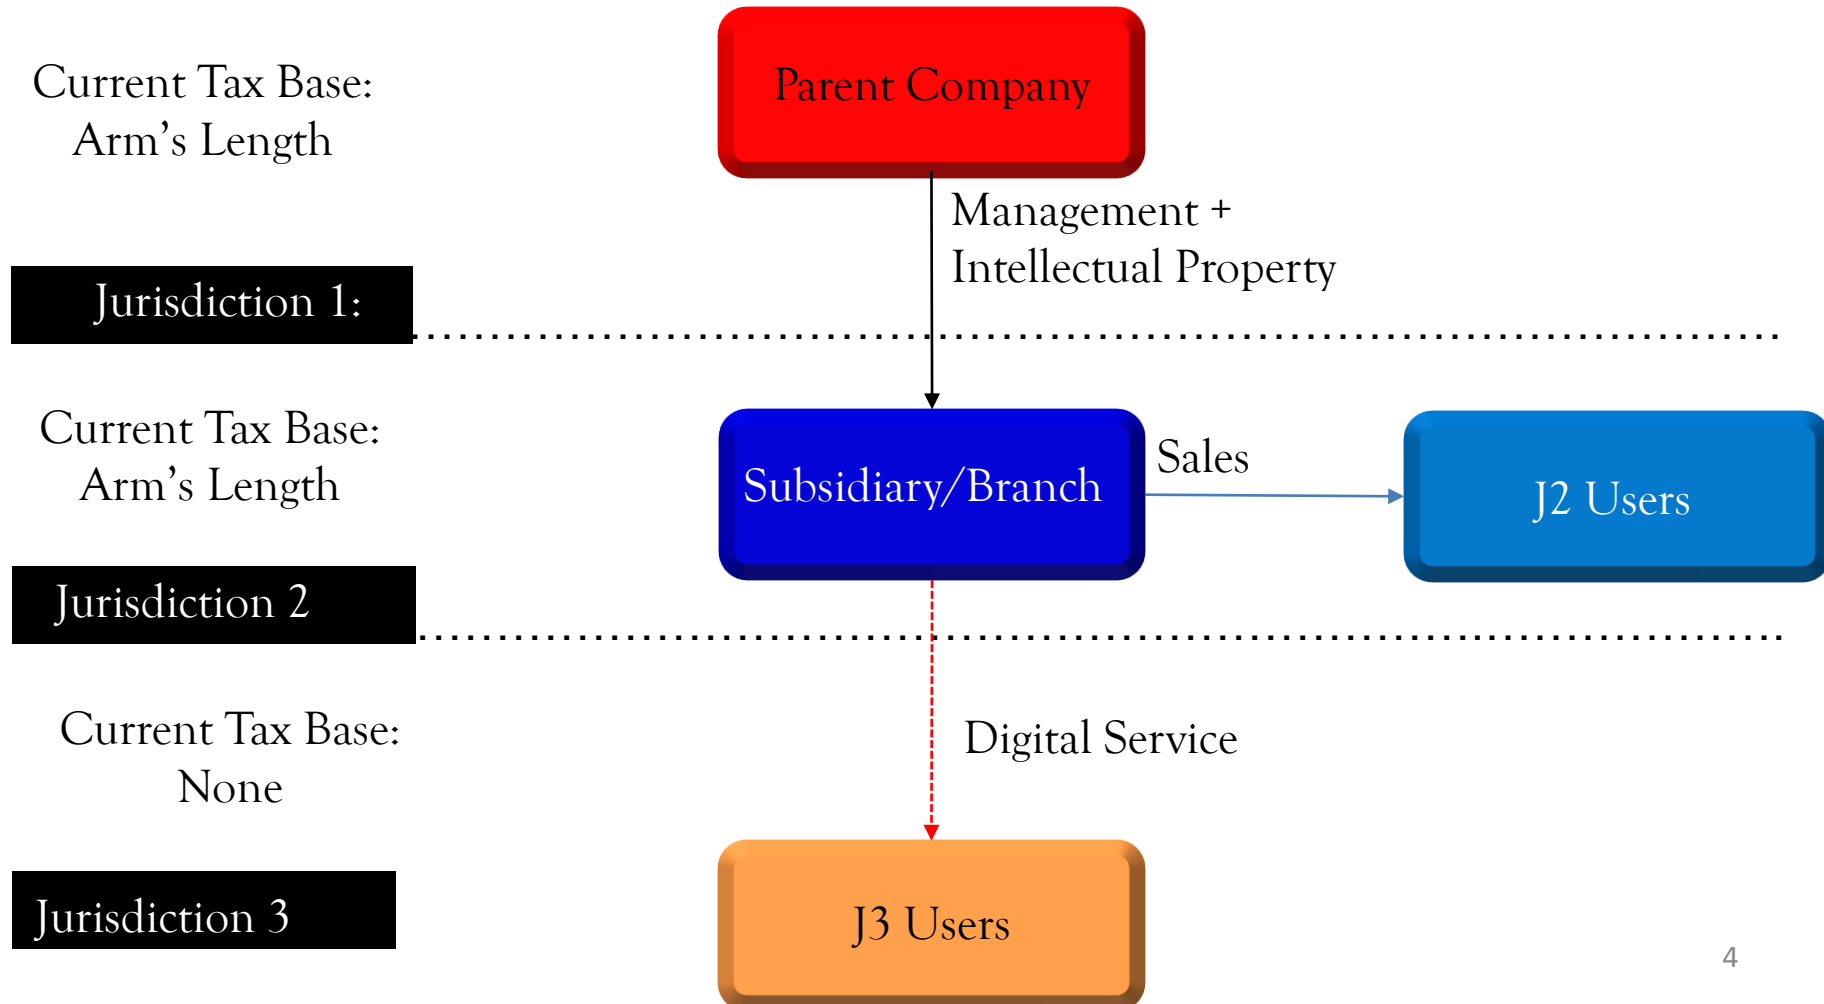 Current Tax Base:
Arm's Length
Parent Company
Management +
Intellectual Property
Jurisdiction 1:
Current Tax Base:
Arm’s Length
Subsidiary/Branch
Sales
J2 Users
Jurisdiction 2
Current Tax Base:
None
Digital Service
Jurisdiction 3
J3 Users
4